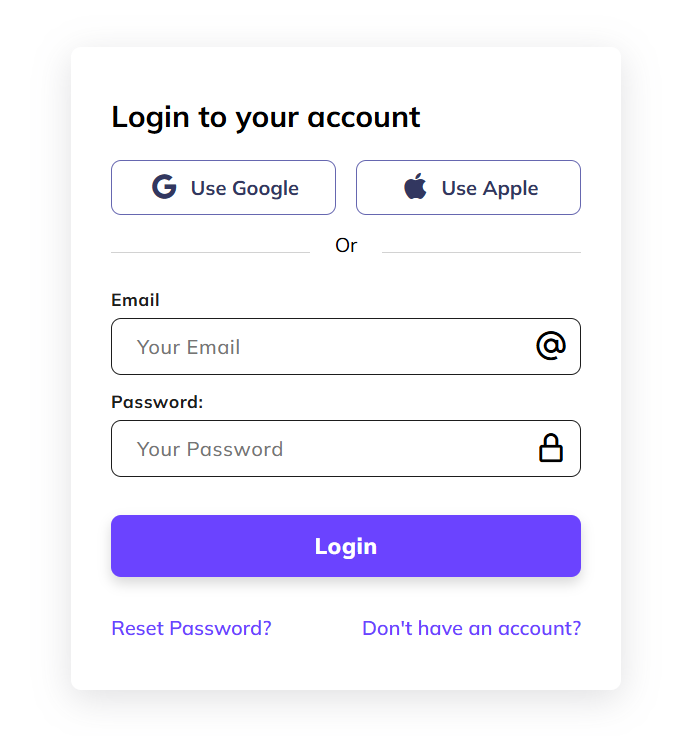 Login to your account
Use Google Use Apple
Or
Email
Your Email
Password:
Your Password
Login
Reset Password? Don't have an account?